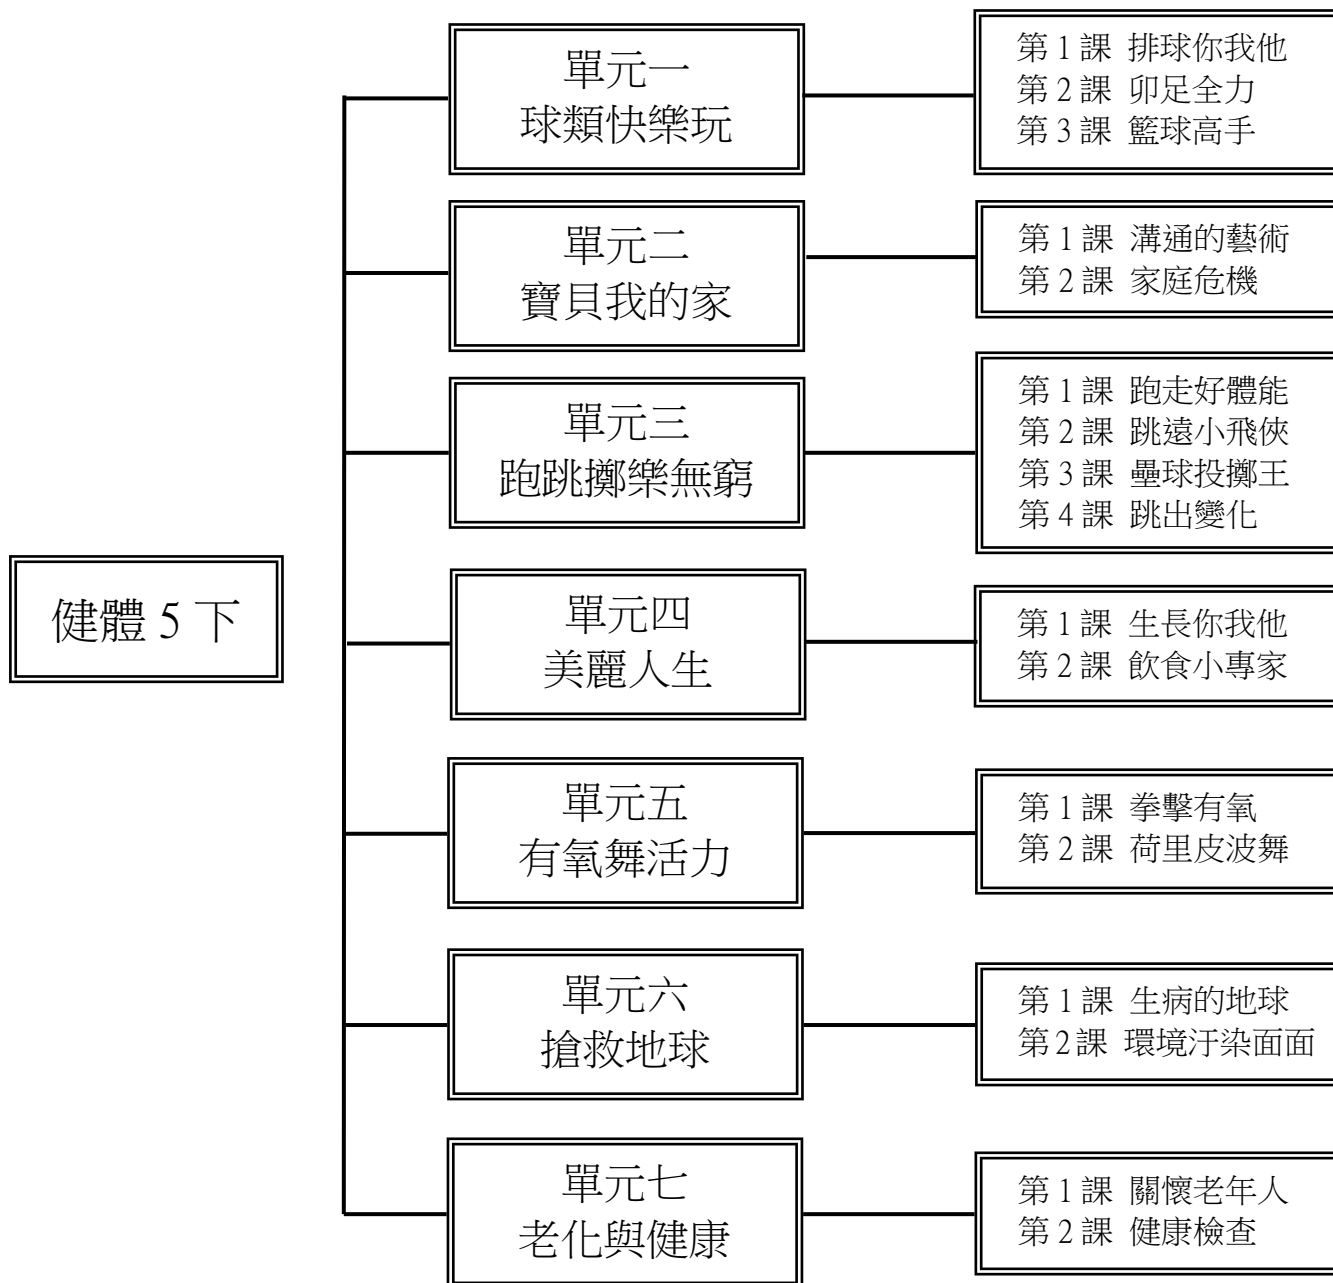 健體 5 下
單元一
球類快樂玩
第 1 課 排球你我他
第 2 課 卯足全力
第 3 課 籃球高手
單元二
寶貝我的家
第 1 課 溝通的藝術
第 2 課 家庭危機
單元三
跑跳擲樂無窮
第 1 課 跑走好體能
第 2 課 跳遠小飛俠
第 3 課 壘球投擲王
第 4 課 跳出變化
單元四
美麗人生
第 1 課 生長你我他
第 2 課 飲食小專家
單元五
有氧舞活力
第 1 課 拳擊有氧
第 2 課 荷里皮波舞
單元六
搶救地球
第 1 課 生病的地球
第 2 課 環境汙染面面
單元七
老化與健康
第 1 課 關懷老年人
第 2 課 健康檢查